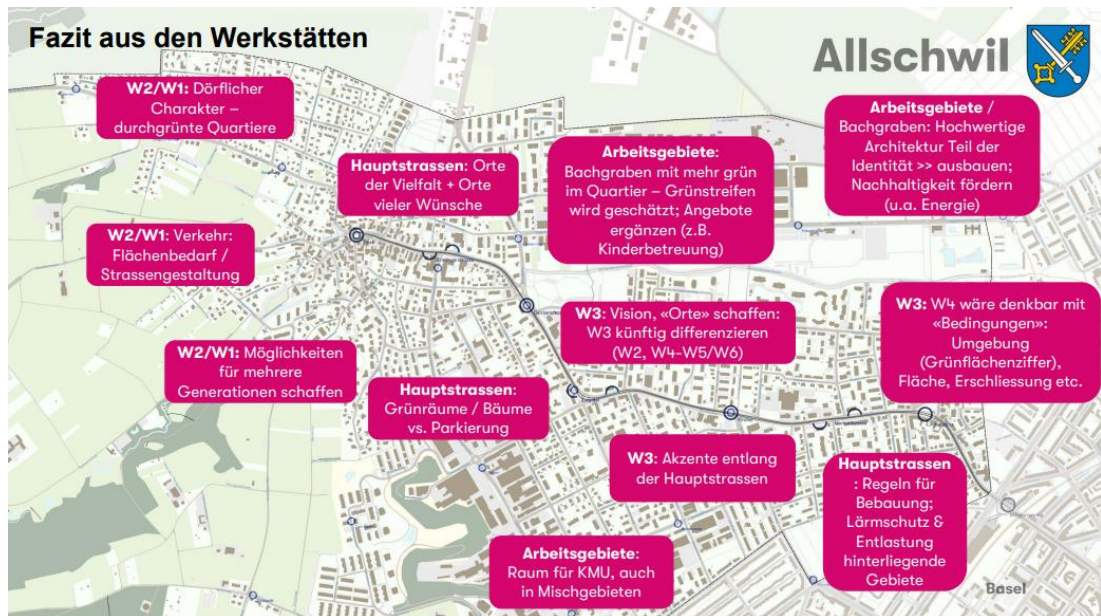 Fazit aus den Werkstätten
Allschwil
W2/W1: Dörflicher
Charakter –
durchgrünte Quartiere
Hauptstrassen: Orte
der Vielfalt + Orte
vieler Wünsche
Arbeitsgebiete:
Bachgraben mit mehr grün
im Quartier – Grünstreifen
wird geschätzt; Angebote
ergänzen (z.B.
Kinderbetreuung)
Arbeitsgebiete /
Bachgraben: Hochwertige
Architektur Teil der
Identität >> ausbauen;
Nachhaltigkeit fördern
(u.a. Energie)
W2/W1: Verkehr:
Flächenbedarf /
Strassengestaltung
W3: Vision, «Orte» schaffen:
W3 künftig differenzieren
(W2, W4-W5/W6)
W3: W4 wäre denkbar mit
«Bedingungen»:
Umgebung
(Grünflächenziffer),
Fläche, Erschliessung etc.
W2/W1: Möglichkeiten
für mehrere
Generationen schaffen
Hauptstrassen:
Grünräume / Bäume
vs. Parkierung
W3: Akzente entlang
der Hauptstrassen
Hauptstrassen
: Regeln für
Bebauung;
Lärmschutz &
Entlastung
hinterliegende
Gebiete
Arbeitsgebiete:
Raum für KMU, auch
in Mischgebieten
Basel